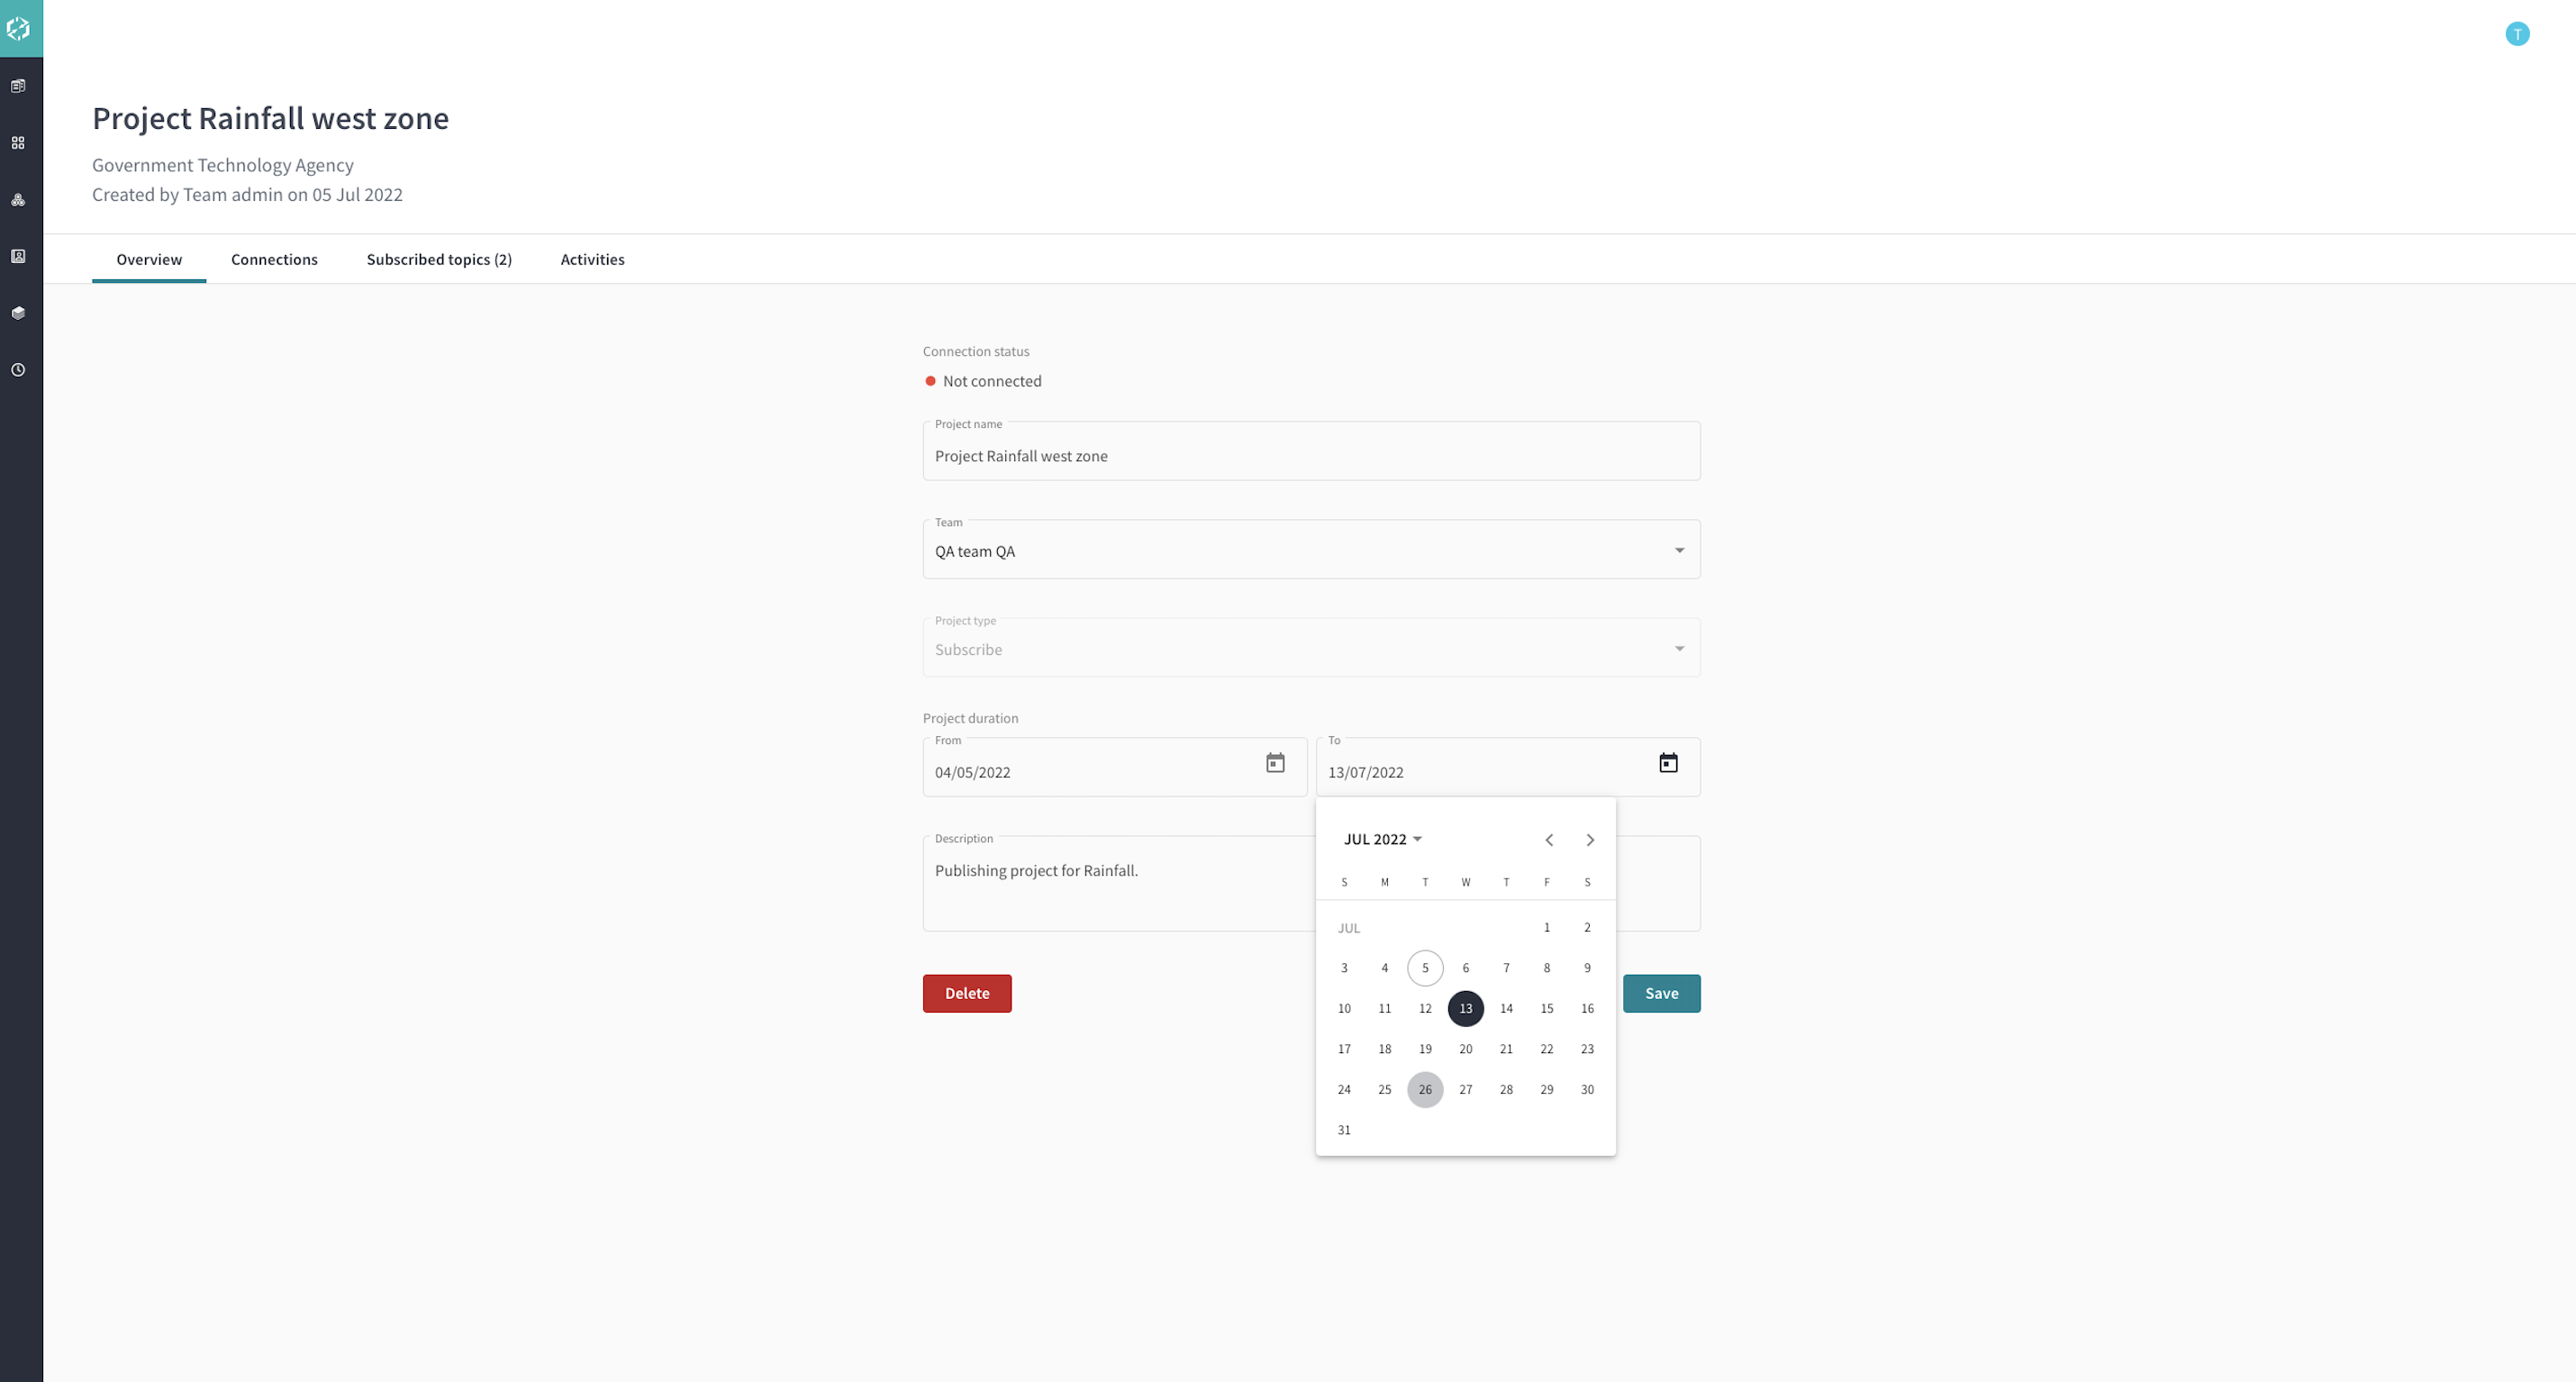 T
Project Rainfall west zone
Government Technology Agency
Created by Team admin on 05 Jul 2022
Overview Connections Subscribed topics (2) Activities
Connection status
Not connected
Project name
Project Rainfall west zone
Team
QA team QA
Project type
Subscribe
Project duration
From To
04/05/2022 13/07/2022
Description
Publishing project for Rainfall.
JUL 2022
S M T W T F S
JUL 1 2
3 4 5 6 7 8 9
10 11 12 13 14 15 16
17 18 19 20 21 22 23
24 25 26 27 28 29 30
31
Delete Save